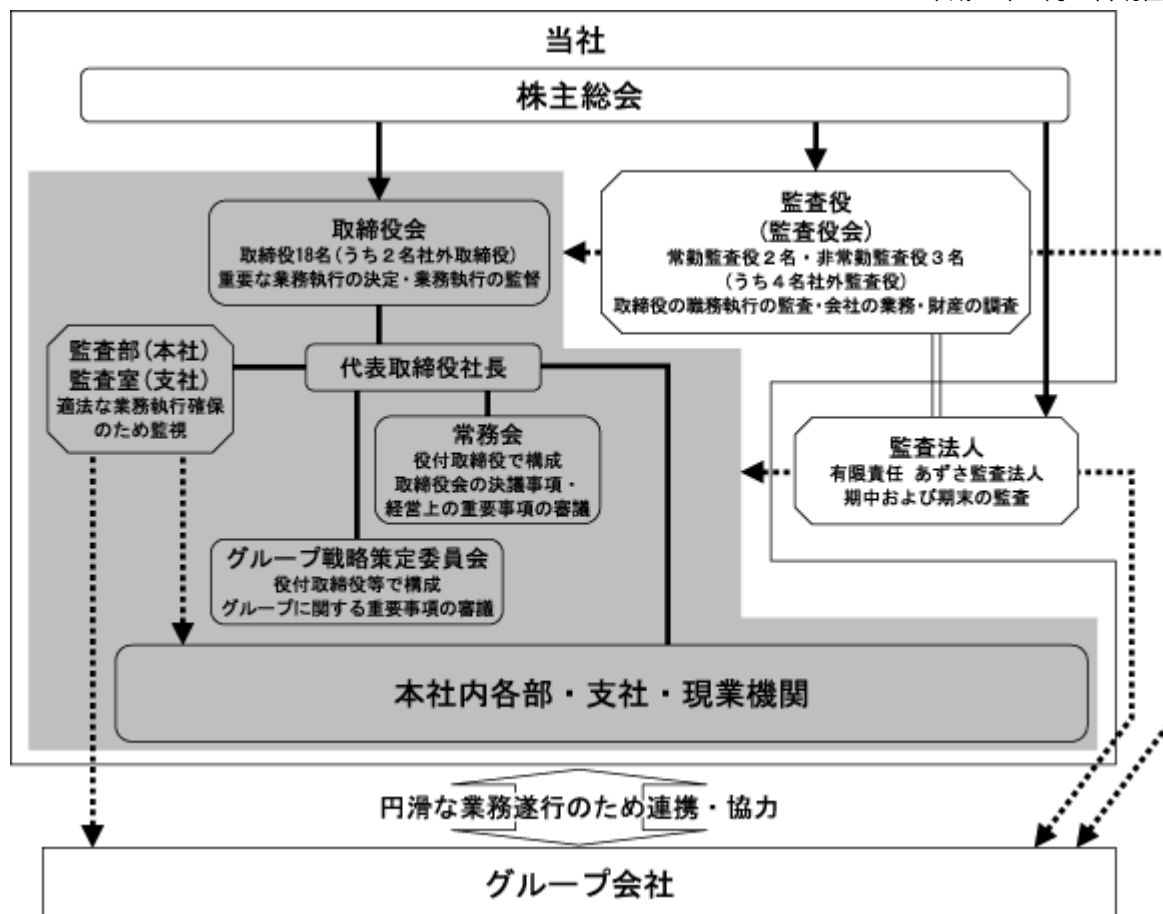 当社
株主総会
取締役会
取締役18名(うち2名社外取締役)
重要な業務執行の決定・業務執行の監督
監査役
(監査役会)
常勤監査役2名・非常勤監査役3名
(うち4名社外監査役)
取締役の職務執行の監査・会社の業務・財産の調査
監査部(本社)
監査室(支社)
適法な業務執行確保
のため監視
代表取締役社長
常務会
役付取締役で構成
取締役会の決議事項・
経営上の重要事項の審議
監査法人
有限責任 あずさ監査法人
期中および期末の監査
グループ戦略策定委員会
役付取締役等で構成
グループに関する重要事項の審議
本社内各部・支社・現業機関
円滑な業務遂行のため連携・協力
グループ会社